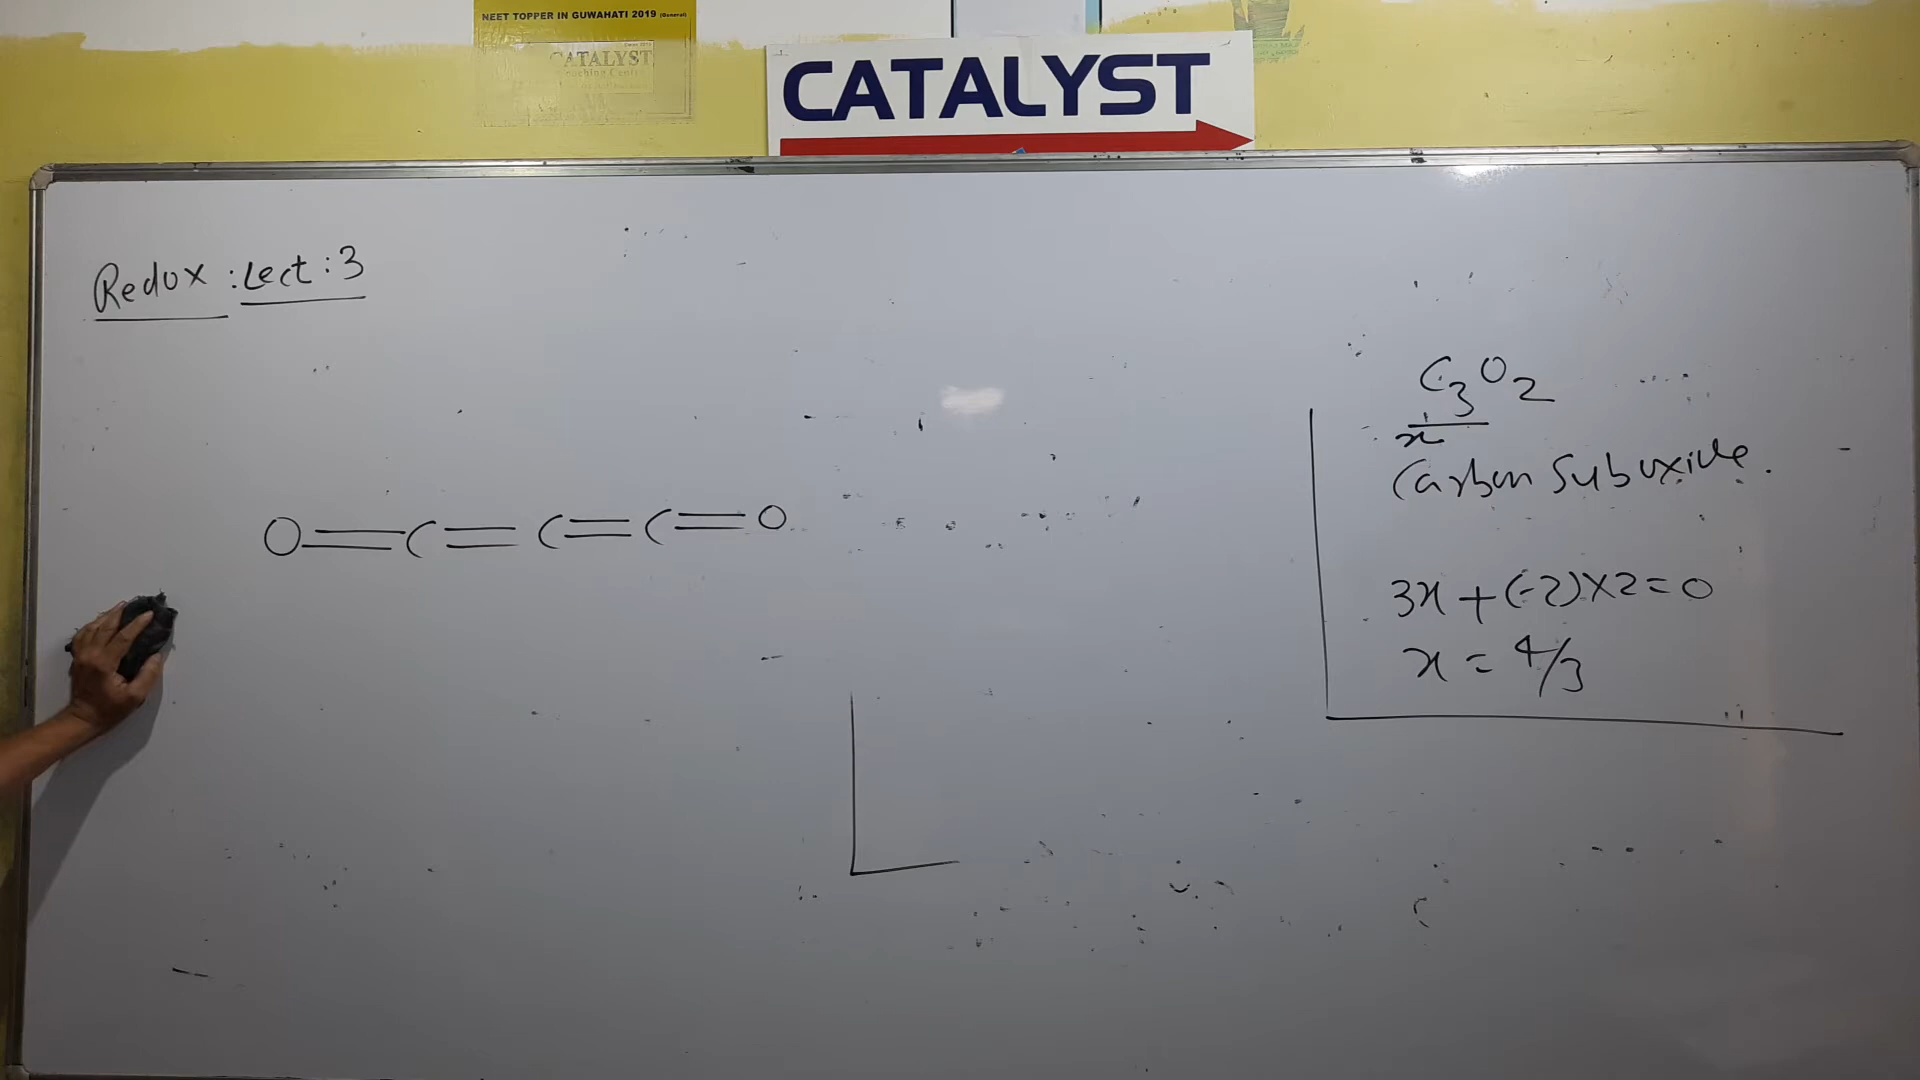 NEET TOPPER IN GUWAHATI 2019 (General)
CATALYST
CATALYST
Redox : Lect : 3
C3O2
x
Carbon Suboxide.
O=C=C=C=O
3x + (-2)×2 = 0
x = 4/3